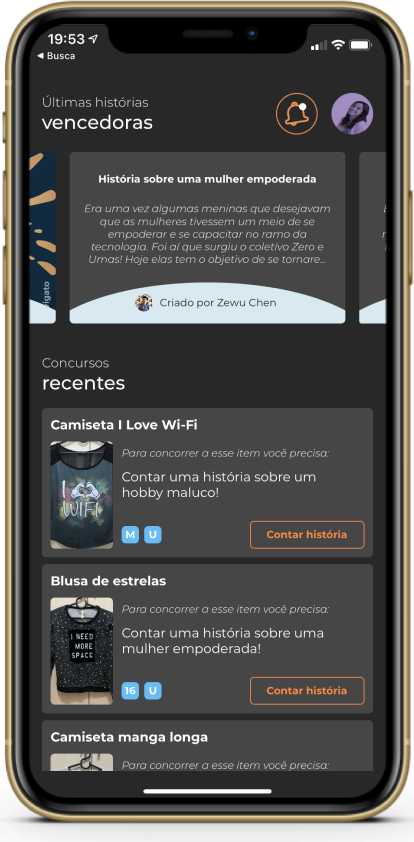 19:53
◀ Busca
Últimas histórias
vencedoras
História sobre uma mulher empoderada
Era uma vez algumas meninas que desejavam
que as mulheres tivessem um meio de se
empoderar e se capacitar no ramo da
tecnologia. Foi aí que surgiu o coletivo Zero e
Umas! Hoje elas tem o objetivo de se tornare...
Criado por Zewu Chen
Concursos
recentes
Camiseta I Love Wi-Fi
Para concorrer a esse item você precisa:
Contar uma história sobre um
hobby maluco!
I
WIFI
M U
Contar história
Blusa de estrelas
Para concorrer a esse item você precisa:
Contar uma história sobre uma
mulher empoderada!
I NEED
MORE
SPACE
16 U
Contar história
Camiseta manga longa
Para concorrer a esse item você precisa: